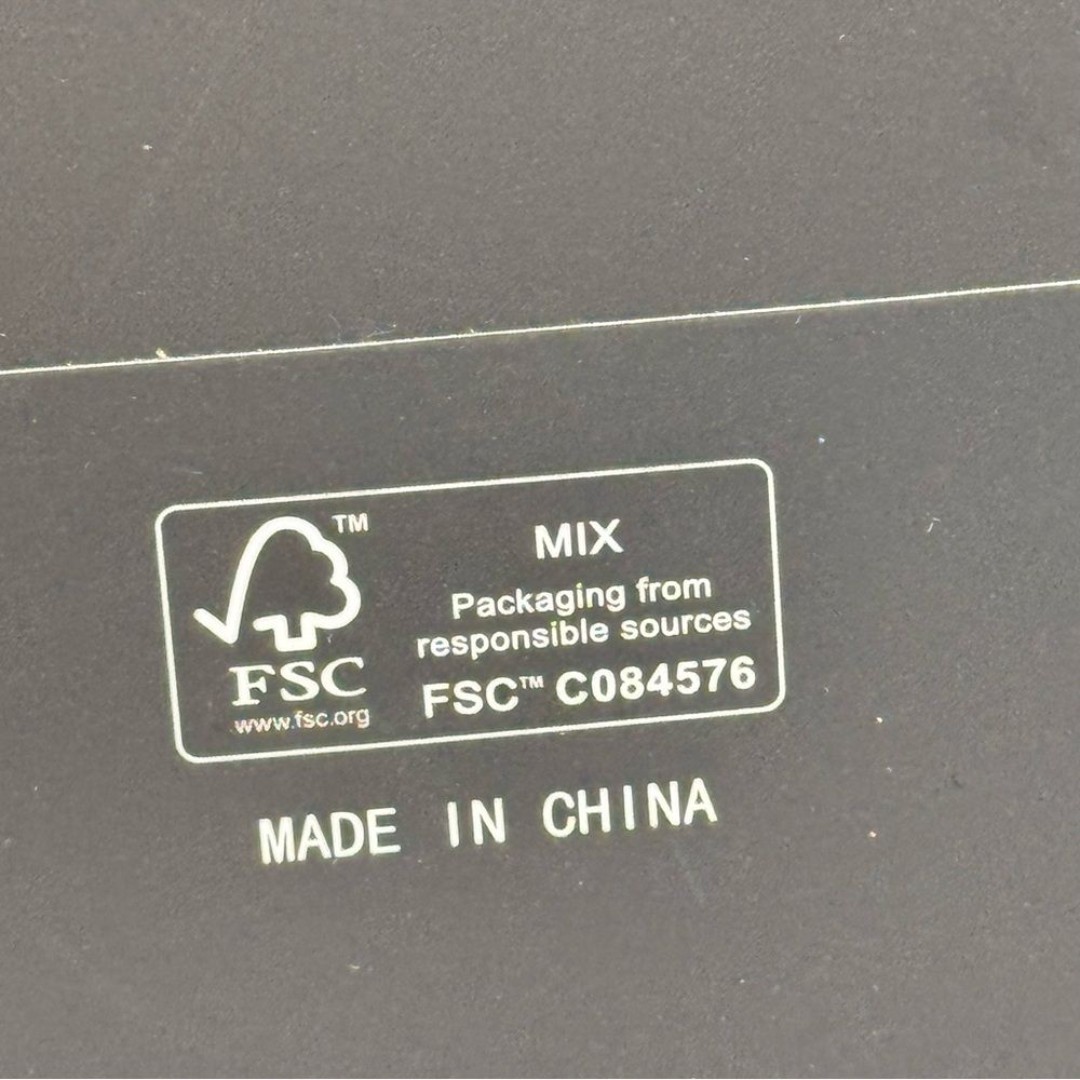 TM
FSC
www.fsc.org
MIX
Packaging from
responsible sources
FSC™ C084576
MADE IN CHINA